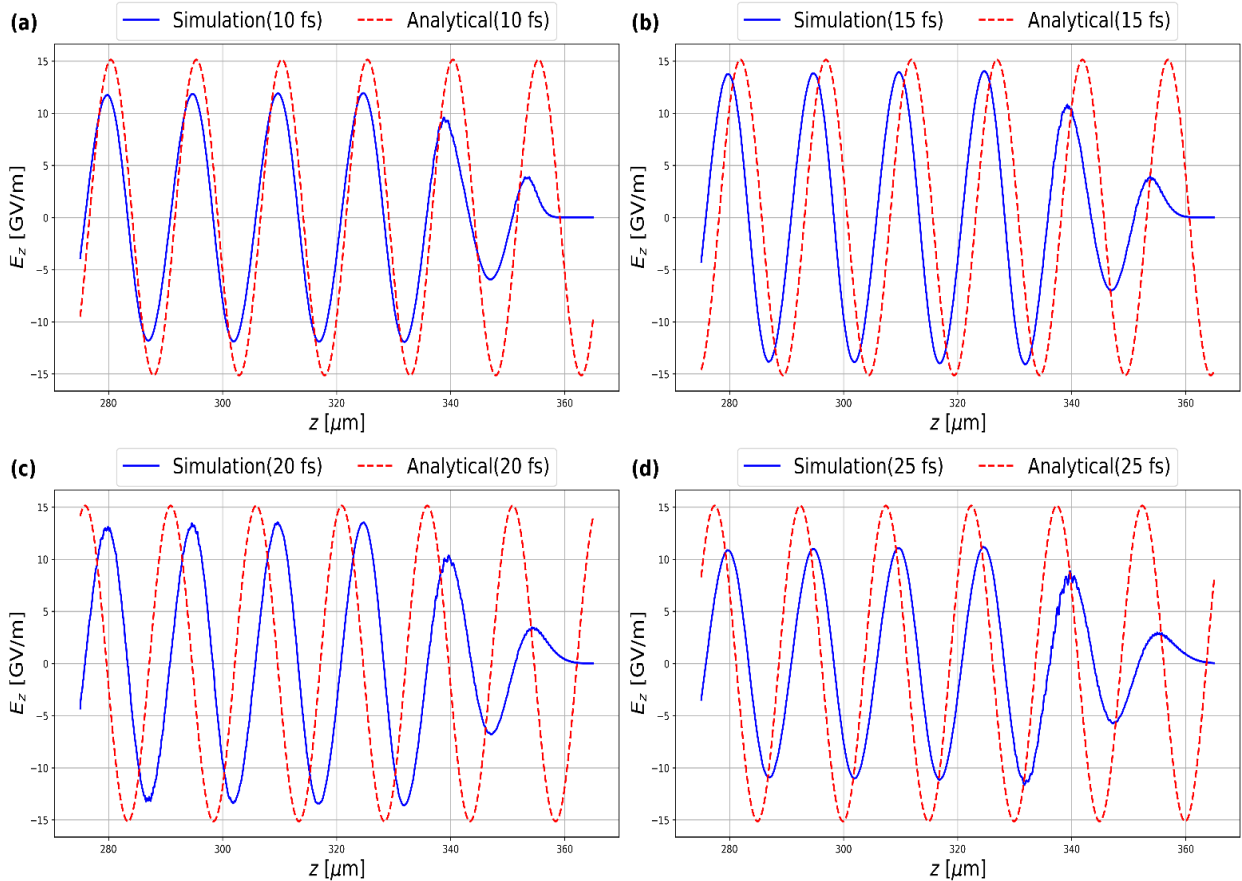 (a)
Simulation(10 fs) Analytical(10 fs)
15
10
5
0
−5
−10
−15
E_z [GV/m]
280 300 320 340 360
z [μm]
(b)
Simulation(15 fs) Analytical(15 fs)
15
10
5
0
−5
−10
−15
E_z [GV/m]
280 300 320 340 360
z [μm]
(c)
Simulation(20 fs) Analytical(20 fs)
15
10
5
0
−5
−10
−15
E_z [GV/m]
280 300 320 340 360
z [μm]
(d)
Simulation(25 fs) Analytical(25 fs)
15
10
5
0
−5
−10
−15
E_z [GV/m]
280 300 320 340 360
z [μm]